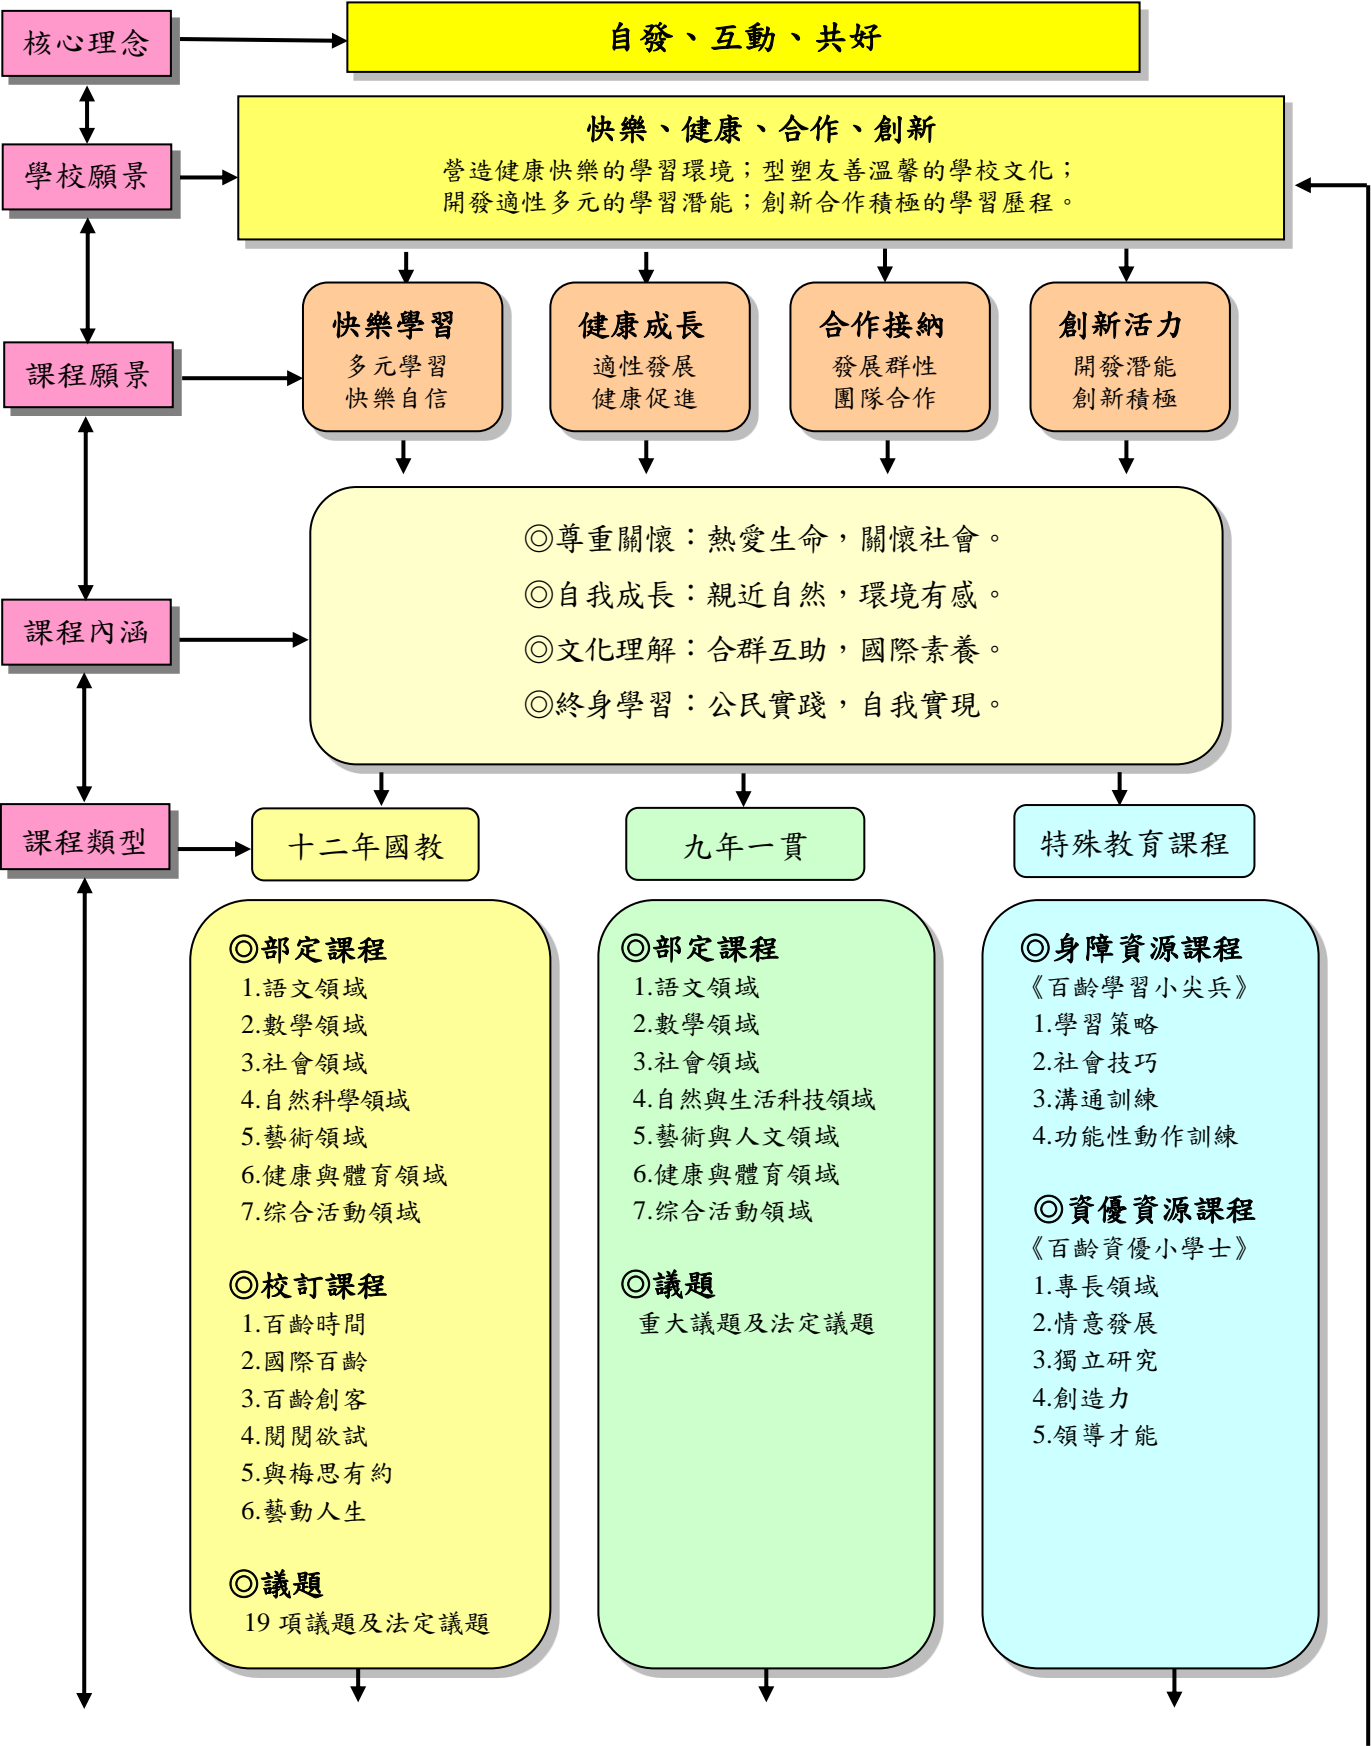 核心理念
自發、互動、共好
學校願景
快樂、健康、合作、創新
營造健康快樂的學習環境；型塑友善溫馨的學校文化；
開發適性多元的學習潛能；創新合作積極的學習歷程。
課程願景
快樂學習
多元學習
快樂自信
健康成長
適性發展
健康促進
合作接納
發展群性
團隊合作
創新活力
開發潛能
創新積極
課程內涵
◎尊重關懷：熱愛生命，關懷社會。
◎自我成長：親近自然，環境有感。
◎文化理解：合群互助，國際素養。
◎終身學習：公民實踐，自我實現。
課程類型
十二年國教
九年一貫
特殊教育課程
◎部定課程
1.語文領域
2.數學領域
3.社會領域
4.自然科學領域
5.藝術領域
6.健康與體育領域
7.综合活動領域
◎校訂課程
1.百齡時間
2.國際百齡
3.百齡創客
4.閱閱欲試
5.與梅思有約
6.藝動人生
◎議題
19 項議題及法定議題
◎部定課程
1.語文領域
2.數學領域
3.社會領域
4.自然與生活科技領域
5.藝術與人文領域
6.健康與體育領域
7.综合活動領域
◎議題
重大議題及法定議題
◎身障資源課程
《百齡學習小尖兵》
1.學習策略
2.社會技巧
3.溝通訓練
4.功能性動作訓練
◎資優資源課程
《百齡資優小學士》
1.專長領域
2.情意發展
3.獨立研究
4.創造力
5.領導才能